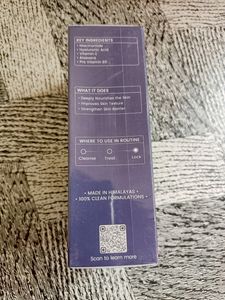 KEY INGREDIENTS
• Niacinamide
• Hyaluronic Acid
• Vitamin E
• Allantoin
• Pro Vitamin B5
WHAT IT DOES
• Deeply Nourishes the Skin
• Improves Skin Texture
• Strengthen Skin Barrier
WHERE TO USE IN ROUTINE
Cleanse Treat Lock
• MADE IN HIMALAYAS •
• 100% CLEAN FORMULATIONS •
Scan to learn more